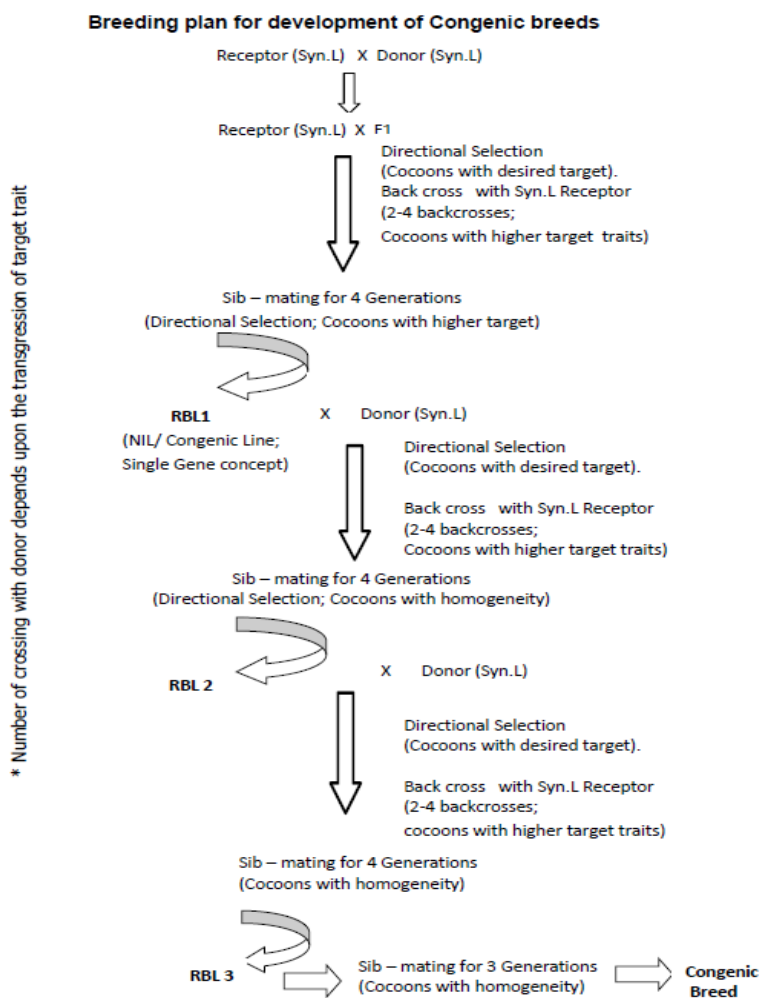 Breeding plan for development of Congenic breeds
Receptor (Syn.L) X Donor (Syn.L)
Receptor (Syn.L) X F1
Directional Selection
(Cocoons with desired target).
Back cross with Syn.L Receptor
(2-4 backcrosses;
Cocoons with higher target traits)
Sib – mating for 4 Generations
(Directional Selection; Cocoons with higher target)
RBL1 X Donor (Syn.L)
(NIL/ Congenic Line;
Single Gene concept)
Directional Selection
(Cocoons with desired target).
Back cross with Syn.L Receptor
(2-4 backcrosses;
Cocoons with higher target traits)
Sib – mating for 4 Generations
(Directional Selection; Cocoons with homogeneity)
RBL 2 X Donor (Syn.L)
Directional Selection
(Cocoons with desired target).
Back cross with Syn.L Receptor
(2-4 backcrosses;
cocoons with higher target traits)
Sib – mating for 4 Generations
(Cocoons with homogeneity)
RBL 3
Sib – mating for 3 Generations
(Cocoons with homogeneity)
Congenic
Breed
* Number of crossing with donor depends upon the transgression of target trait